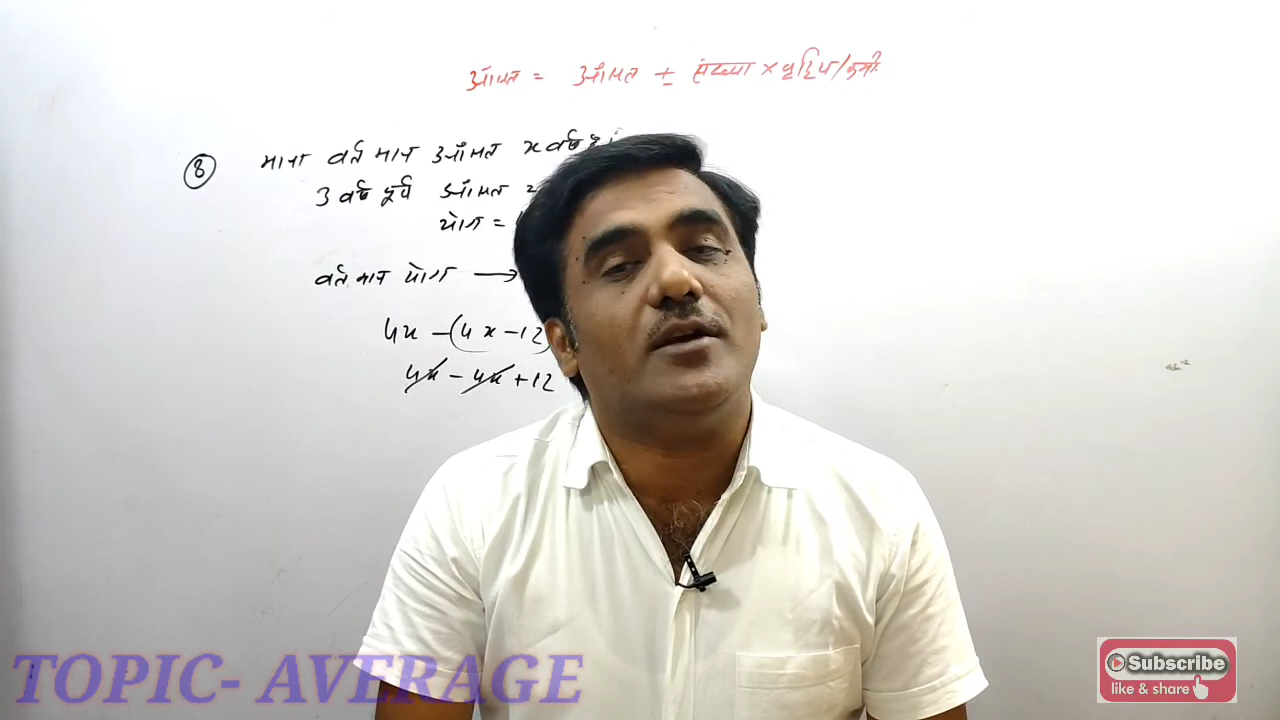 औसत = औसत ± संख्या × वृद्धि/कमी
⑧ माना वर्तमान औसत x वर्ष है
3 वर्ष पूर्व औसत =
योग =
वर्तमान योग →
4x - (4x - 12)
4x - 4x + 12
TOPIC- AVERAGE
Subscribe
like & share